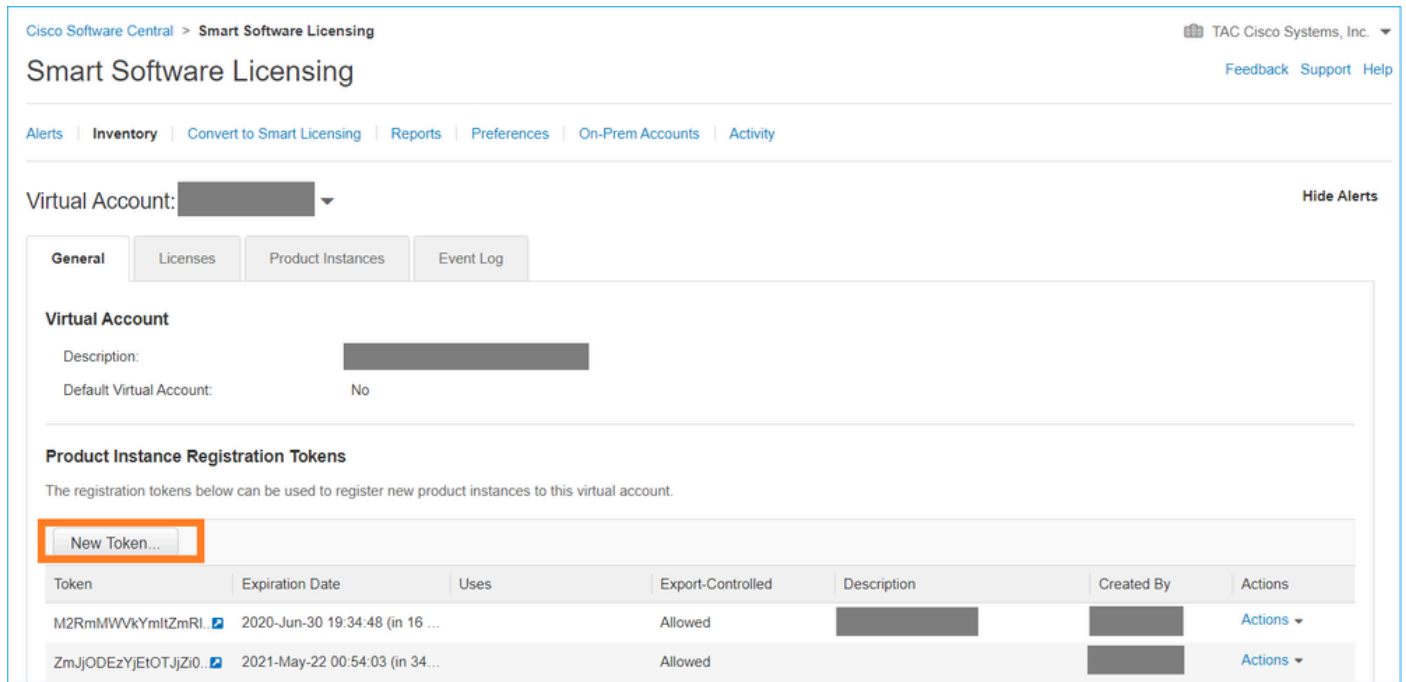 Cisco Software Central > Smart Software Licensing
TAC Cisco Systems, Inc.
Smart Software Licensing
Feedback Support Help
Alerts | Inventory | Convert to Smart Licensing | Reports | Preferences | On-Prem Accounts | Activity
Virtual Account:
Hide Alerts
General Licenses Product Instances Event Log
Virtual Account
Description:
Default Virtual Account: No
Product Instance Registration Tokens
The registration tokens below can be used to register new product instances to this virtual account.
New Token...
Token Expiration Date Uses Export-Controlled Description Created By Actions
M2RmMWVkYmItZmRl.. 2020-Jun-30 19:34:48 (in 16 ... Allowed Actions
ZmJjODEzYjEtOTJjZi0.. 2021-May-22 00:54:03 (in 34... Allowed Actions